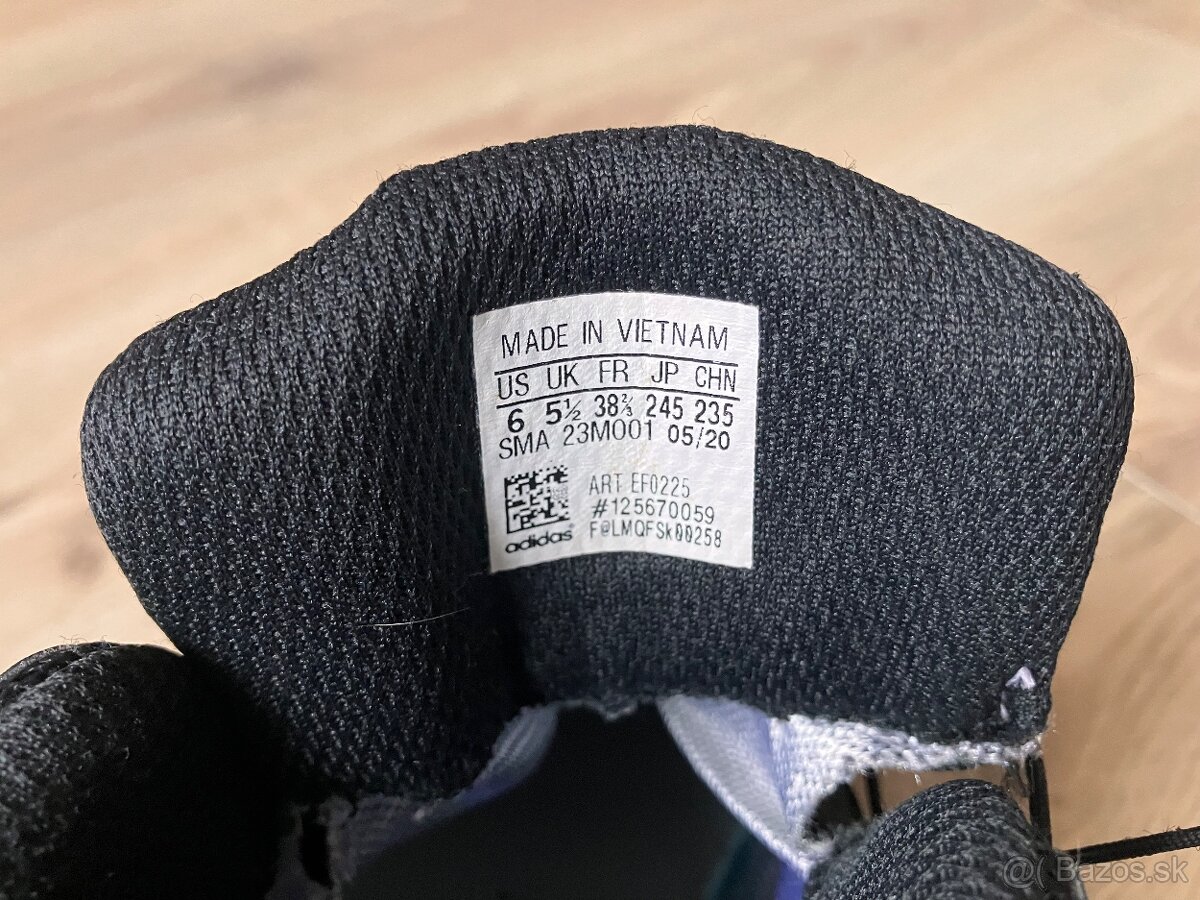 MADE IN VIETNAM
US UK FR JP CHN
6 5½ 38⅔ 245 235
SMA 23M001 05/20
ART EF0225
#125670059
F@LMQFSk00258
adidas
@( Bazos.sk